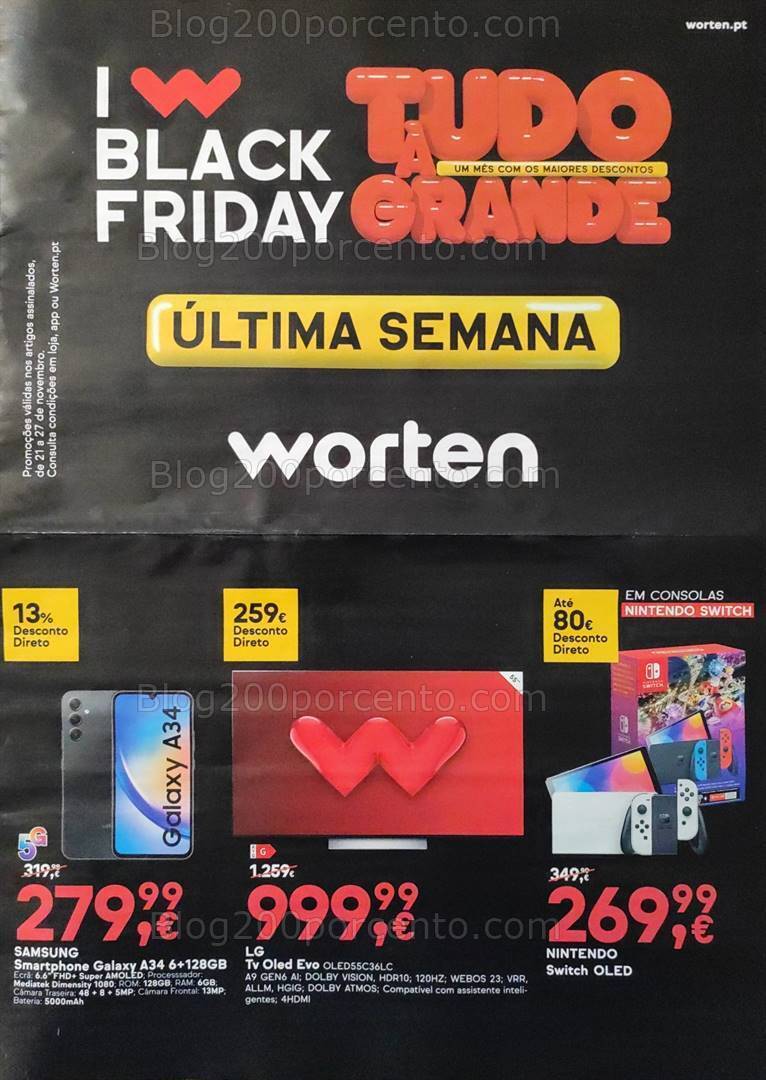 Blog200porcento.com
worten.pt
I
BLACK
FRIDAY
TUDO
À
UM MÊS COM OS MAIORES DESCONTOS
GRANDE
Blog200porcento.com
Promoções válidas nos artigos assinalados,
de 21 a 27 de novembro.
Consulta condições em loja, app ou Worten.pt
ÚLTIMA SEMANA
worten
Blog200porcento.com
13%
Desconto
Direto
259€
Desconto
Direto
Até
80€
Desconto
Direto
EM CONSOLAS
NINTENDO SWITCH
Blog200porcento.com
55"
Galaxy A34
5G
319,99€
279,99€
SAMSUNG
Smartphone Galaxy A34 6+128GB
Ecrã: 6.6" FHD+ Super AMOLED; Processsador:
Mediatek Dimensity 1080; ROM: 128GB; RAM: 6GB;
Câmara Traseira: 48 + 8 + 5MP; Câmara Frontal: 13MP;
Bateria: 5000mAh
G
1.259€
999,99€
LG
Tv Oled Evo OLED55C36LC
A9 GEN6 AI; DOLBY VISION, HDR10; 120HZ; WEBOS 23; VRR,
ALLM, HGIG; DOLBY ATMOS; Compatível com assistente inteli-
gentes; 4HDMI
NINTENDO
SWITCH
349,99€
269,99€
NINTENDO
Switch OLED
Blog200porcento.com